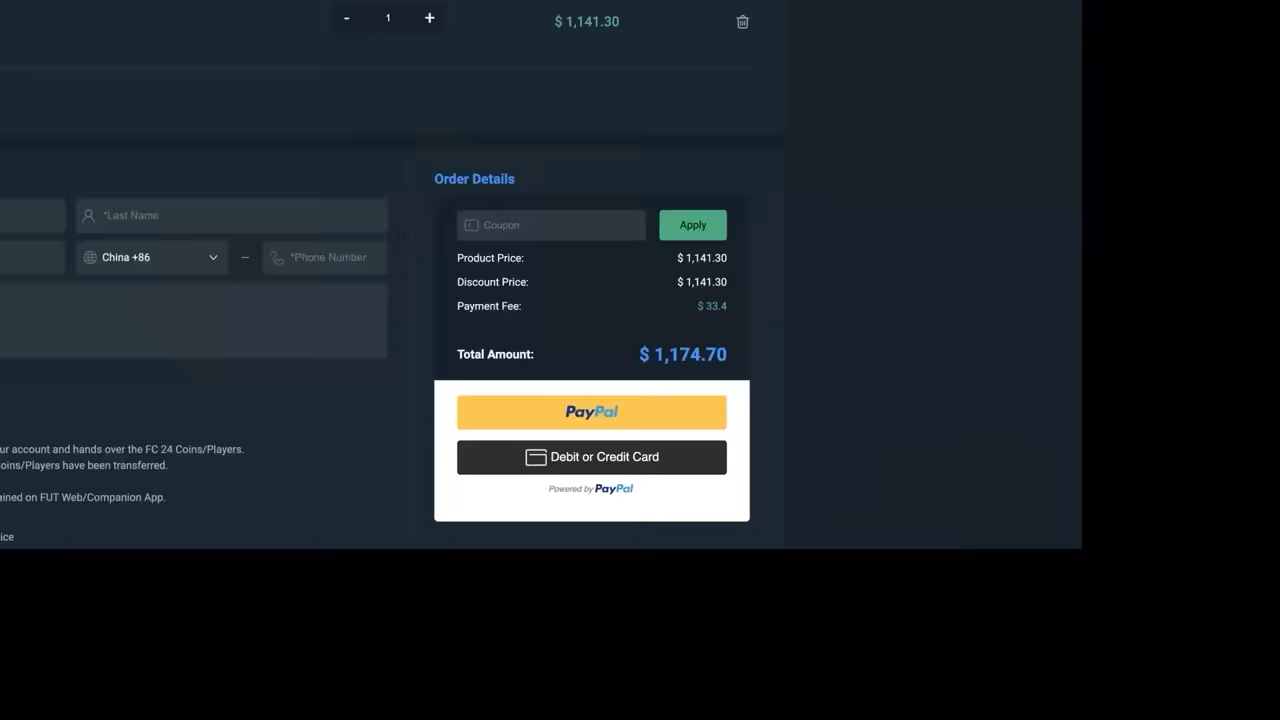 - 1 + $ 1,141.30
Order Details
*Last Name
Coupon Apply
China +86 – *Phone Number
Product Price: $ 1,141.30
Discount Price: $ 1,141.30
Payment Fee: $ 33.4
Total Amount: $ 1,174.70
PayPal
Debit or Credit Card
Powered by PayPal
ur account and hands over the FC 24 Coins/Players.
oins/Players have been transferred.
ained on FUT Web/Companion App.
ice